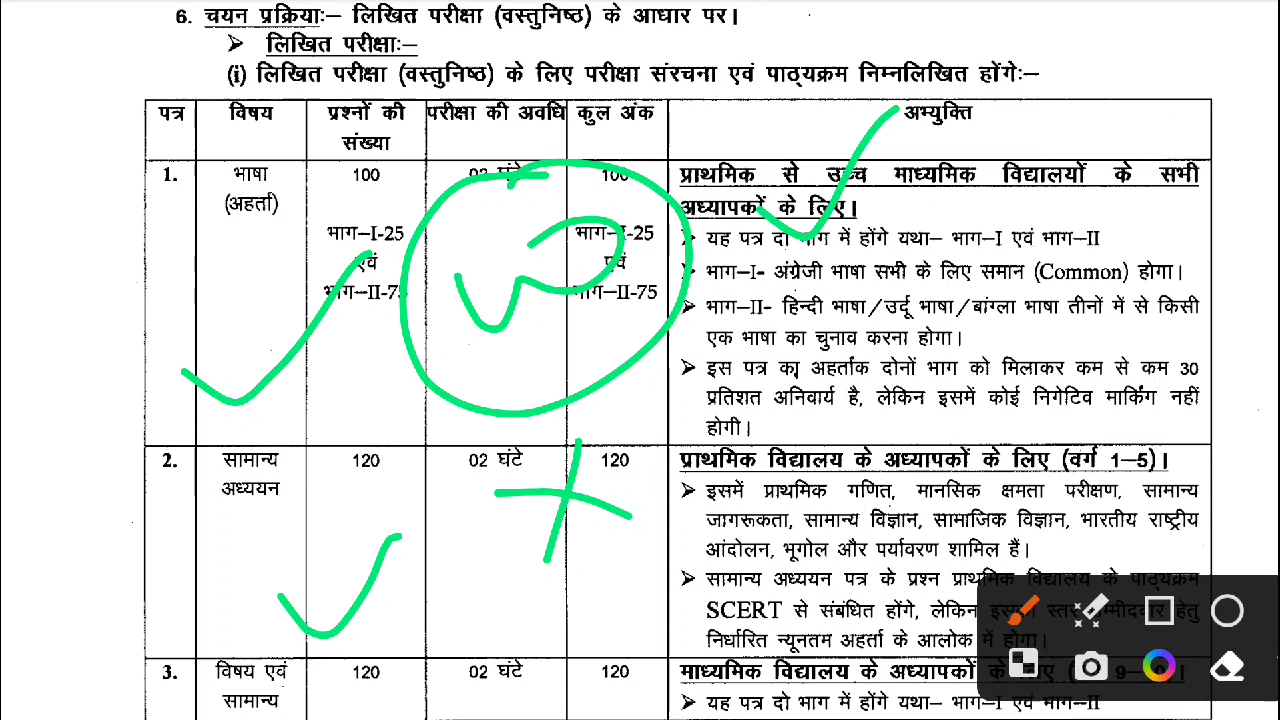 6. चयन प्रक्रियाः– लिखित परीक्षा (वस्तुनिष्ठ) के आधार पर।
➢ लिखित परीक्षाः–
(i) लिखित परीक्षा (वस्तुनिष्ठ) के लिए परीक्षा संरचना एवं पाठ्यक्रम निम्नलिखित होंगेः–
पत्र विषय प्रश्नों की संख्या परीक्षा की अवधि कुल अंक अभ्युक्ति
1. भाषा (अहर्ता) 100 02 घंटे 100
भाग–I-25 एवं भाग–II-75
भाग–I-25 एवं भाग–II-75
प्राथमिक से उच्च माध्यमिक विद्यालयों के सभी
अध्यापकों के लिए।
➢ यह पत्र दो भाग में होंगे यथा– भाग–I एवं भाग–II
➢ भाग–I- अंग्रेजी भाषा सभी के लिए समान (Common) होगा।
➢ भाग–II- हिन्दी भाषा/उर्दू भाषा/बांग्ला भाषा तीनों में से किसी
एक भाषा का चुनाव करना होगा।
➢ इस पत्र का अहर्तांक दोनों भाग को मिलाकर कम से कम 30
प्रतिशत अनिवार्य है, लेकिन इसमें कोई निगेटिव मार्किंग नहीं
होगी।
2. सामान्य अध्ययन 120 02 घंटे 120
प्राथमिक विद्यालय के अध्यापकों के लिए (वर्ग 1–5)।
➢ इसमें प्राथमिक गणित, मानसिक क्षमता परीक्षण, सामान्य
जागरूकता, सामान्य विज्ञान, सामाजिक विज्ञान, भारतीय राष्ट्रीय
आंदोलन, भूगोल और पर्यावरण शामिल हैं।
➢ सामान्य अध्ययन पत्र के प्रश्न प्राथमिक विद्यालय के पाठ्यक्रम
SCERT से संबंधित होंगे, लेकिन इसका स्तर उम्मीदवार हेतु
निर्धारित न्यूनतम अहर्ता के आलोक में होगा।
3. विषय एवं सामान्य 120 02 घंटे 120
माध्यमिक विद्यालय के अध्यापकों के
➢ यह पत्र दो भाग में होंगे यथा– भाग–I एवं भाग–II